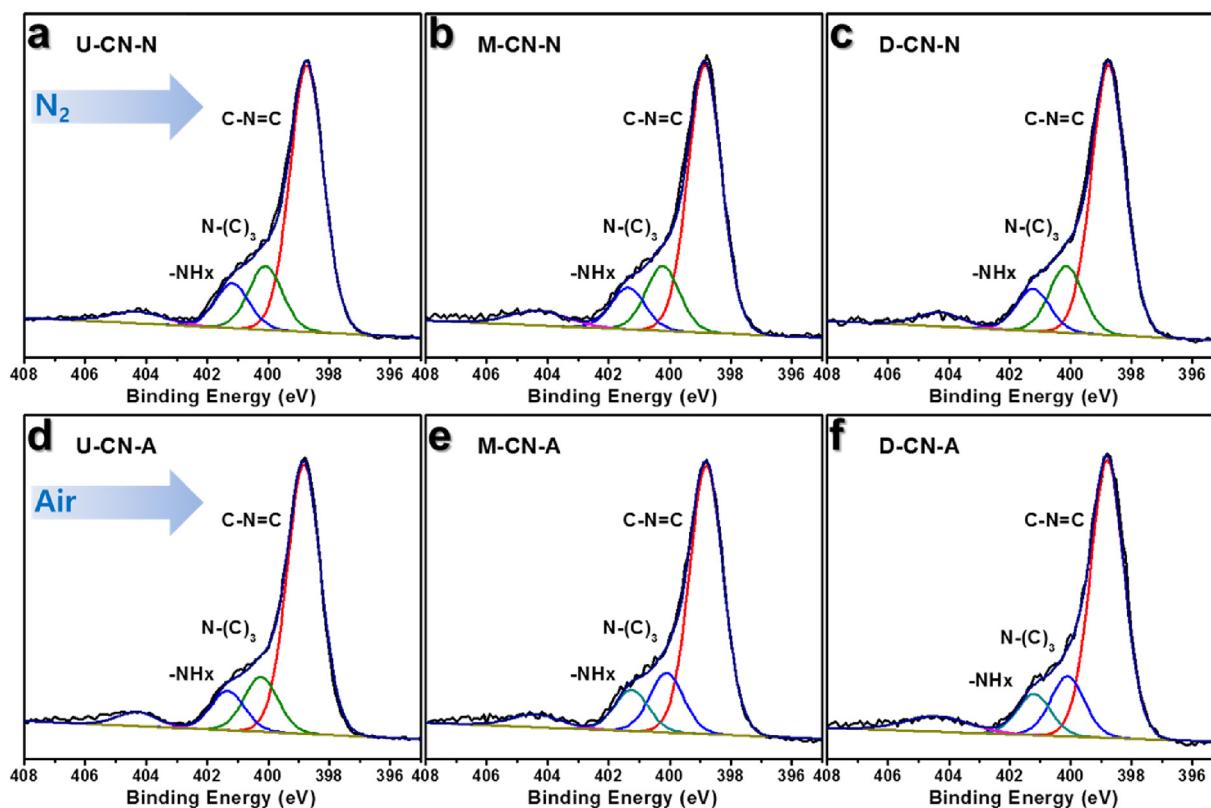 a U-CN-N
N₂
C-N=C
N-(C)₃
-NHx
408 406 404 402 400 398 396
Binding Energy (eV)
b M-CN-N
C-N=C
N-(C)₃
-NHx
408 406 404 402 400 398 396
Binding Energy (eV)
c D-CN-N
C-N=C
N-(C)₃
-NHx
408 406 404 402 400 398 396
Binding Energy (eV)
d U-CN-A
Air
C-N=C
N-(C)₃
-NHx
408 406 404 402 400 398 396
Binding Energy (eV)
e M-CN-A
C-N=C
N-(C)₃
-NHx
408 406 404 402 400 398 396
Binding Energy (eV)
f D-CN-A
C-N=C
N-(C)₃
-NHx
408 406 404 402 400 398 396
Binding Energy (eV)